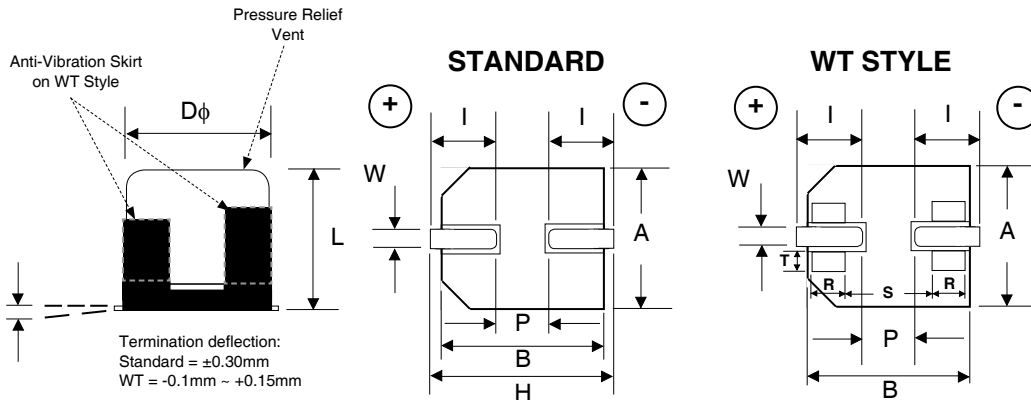 Pressure Relief
Vent
Anti-Vibration Skirt
on WT Style
Dϕ
L
Termination deflection:
Standard = ±0.30mm
WT = -0.1mm ~ +0.15mm
STANDARD
+
-
I
I
W
A
P
B
H
WT STYLE
+
-
I
I
W
A
T
R
S
R
P
B